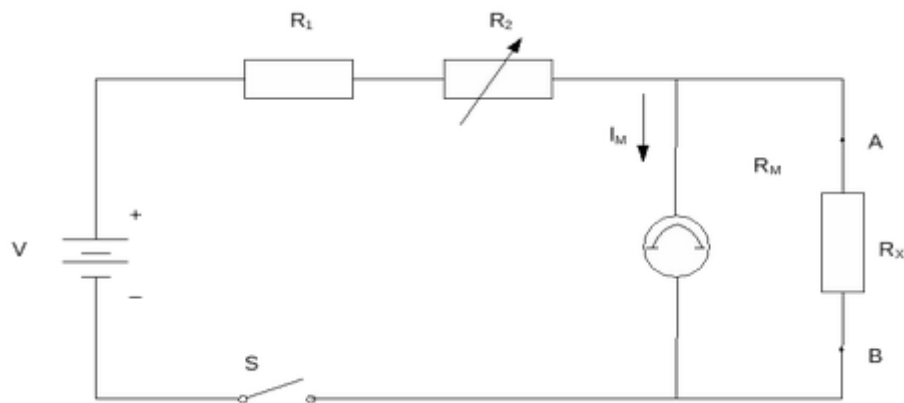 R₁
R₂
Iₘ
Rₘ
A
+
V
Rₓ
–
B
S